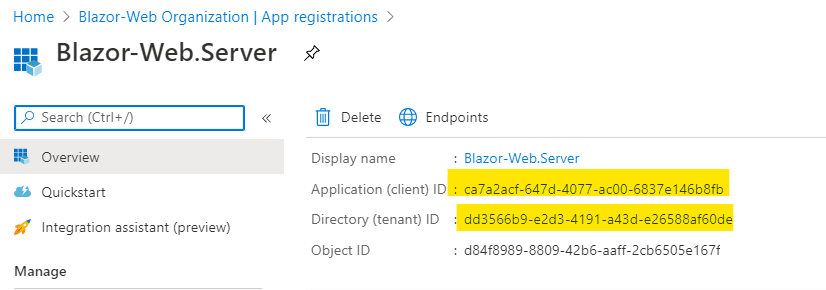 Home > Blazor-Web Organization | App registrations >
Blazor-Web.Server
Search (Ctrl+/)
«
Delete
Endpoints
Overview
Quickstart
Integration assistant (preview)
Manage
Display name : Blazor-Web.Server
Application (client) ID : ca7a2acf-647d-4077-ac00-6837e146b8fb
Directory (tenant) ID : dd3566b9-e2d3-4191-a43d-e26588af60de
Object ID : d84f8989-8809-42b6-aaff-2cb6505e167f